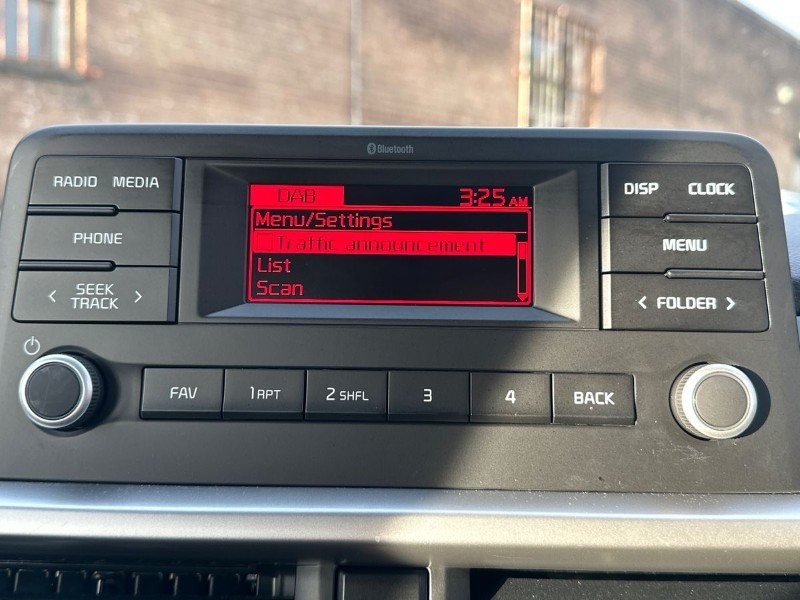 Bluetooth
RADIO MEDIA
PHONE
< SEEK TRACK >
DAB 3:25 AM
Menu/Settings
Traffic announcement
List
Scan
DISP CLOCK
MENU
< FOLDER >
FAV 1 RPT 2 SHFL 3 4 BACK